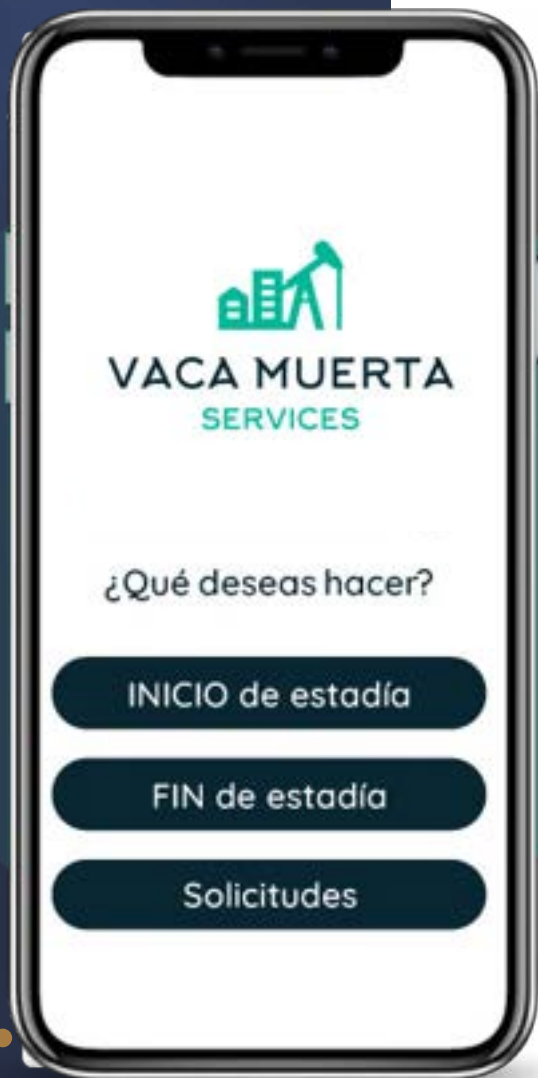 VACA MUERTA
SERVICES
¿Qué deseas hacer?
INICIO de estadía
FIN de estadía
Solicitudes